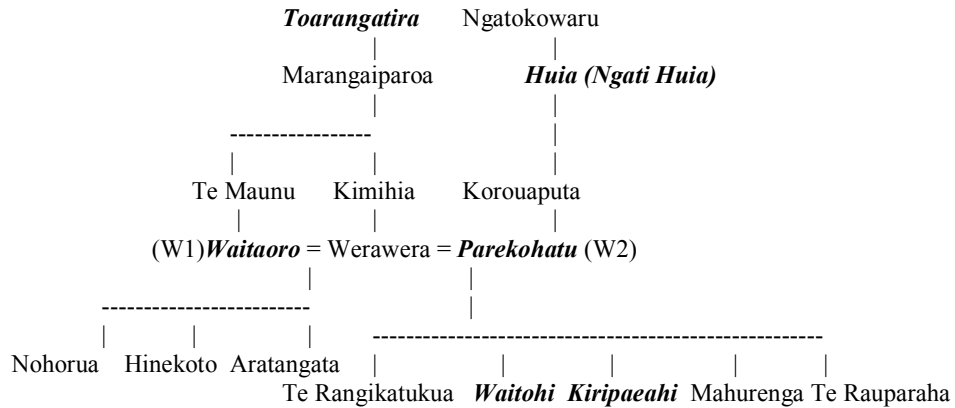 Toarangatira Ngatokowaru
Marangaiparoa Huia (Ngati Huia)
Te Maunu Kimihia Korouaputa
(W1)Waitaoro = Werawera = Parekohatu (W2)
Nohorua Hinekoto Aratangata
Te Rangikatukua Waitohi Kiripaeahi Mahurenga Te Rauparaha